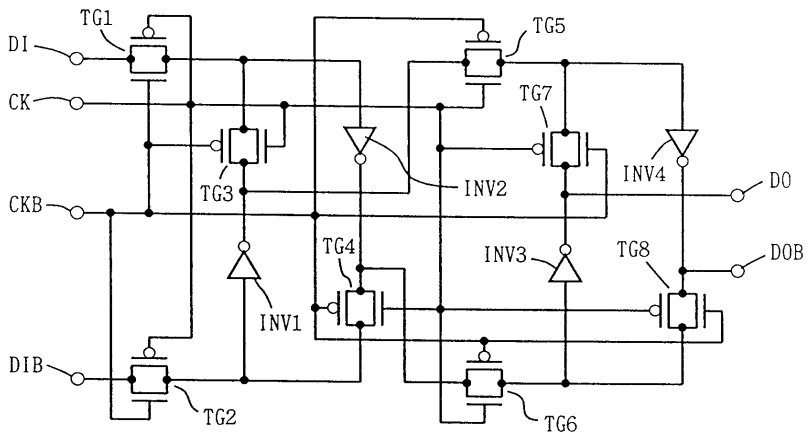 TG1
TG5
DI
CK
TG7
TG3
INV2
INV4
DO
CKB
TG4
INV3
TG8
DOB
INV1
DIB
TG2
TG6